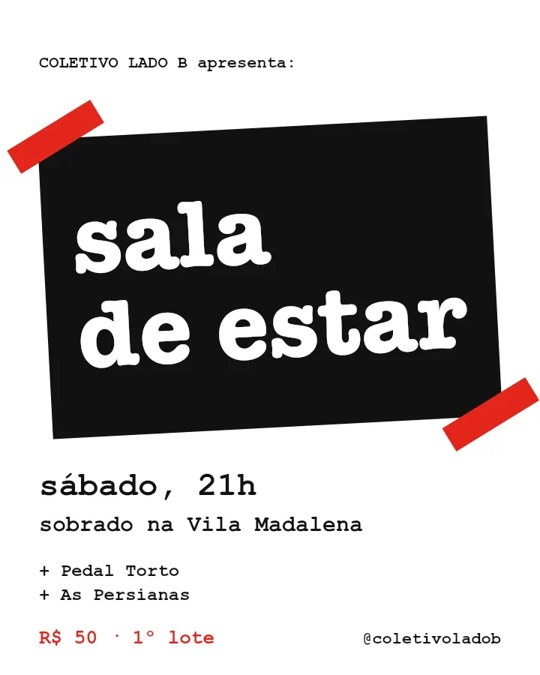 COLETIVO LADO B apresenta:
sala
de estar
sábado, 21h
sobrado na Vila Madalena
+ Pedal Torto
+ As Persianas
R$ 50 · 1º lote
@coletivoladob